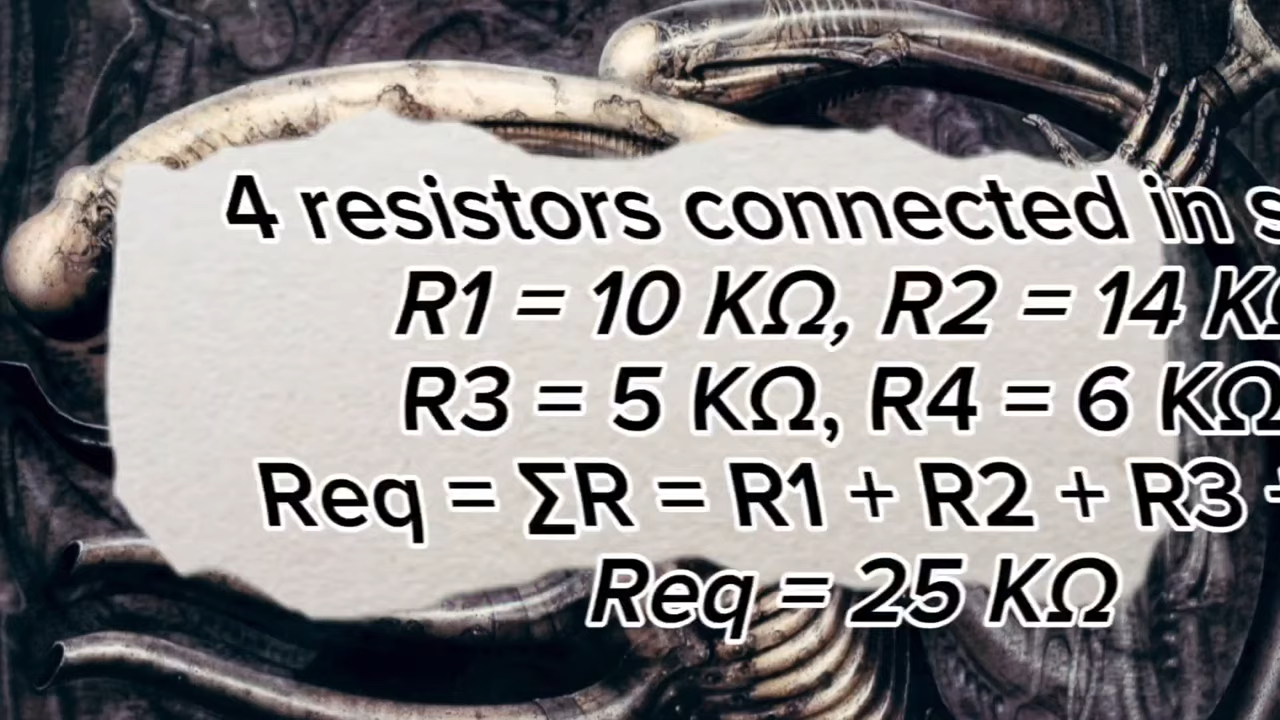 4 resistors connected in s
R1 = 10 KΩ, R2 = 14 KΩ
R3 = 5 KΩ, R4 = 6 KΩ
Req = ∑R = R1 + R2 + R3 +
Req = 25 KΩ